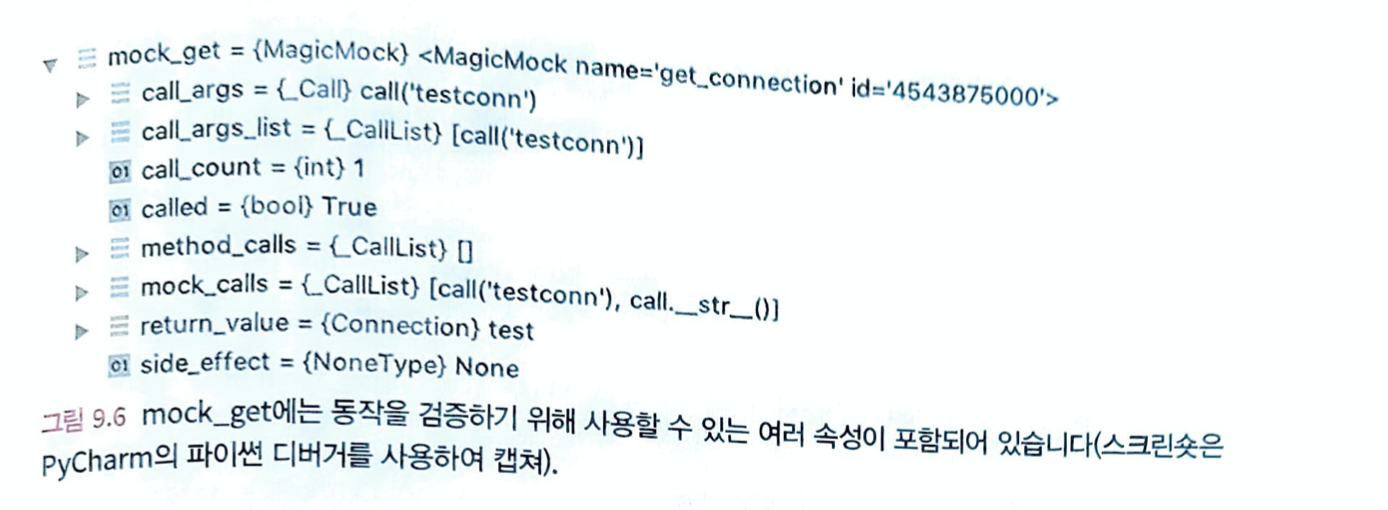 mock_get = {MagicMock} <MagicMock name='get_connection' id='4543875000'>
call_args = {_Call} call('testconn')
call_args_list = {_CallList} [call('testconn')]
01 call_count = {int} 1
01 called = {bool} True
method_calls = {_CallList} []
mock_calls = {_CallList} [call('testconn'), call.__str__()]
return_value = {Connection} test
01 side_effect = {NoneType} None
그림 9.6 mock_get에는 동작을 검증하기 위해 사용할 수 있는 여러 속성이 포함되어 있습니다(스크린숏은
PyCharm의 파이썬 디버거를 사용하여 캡쳐).